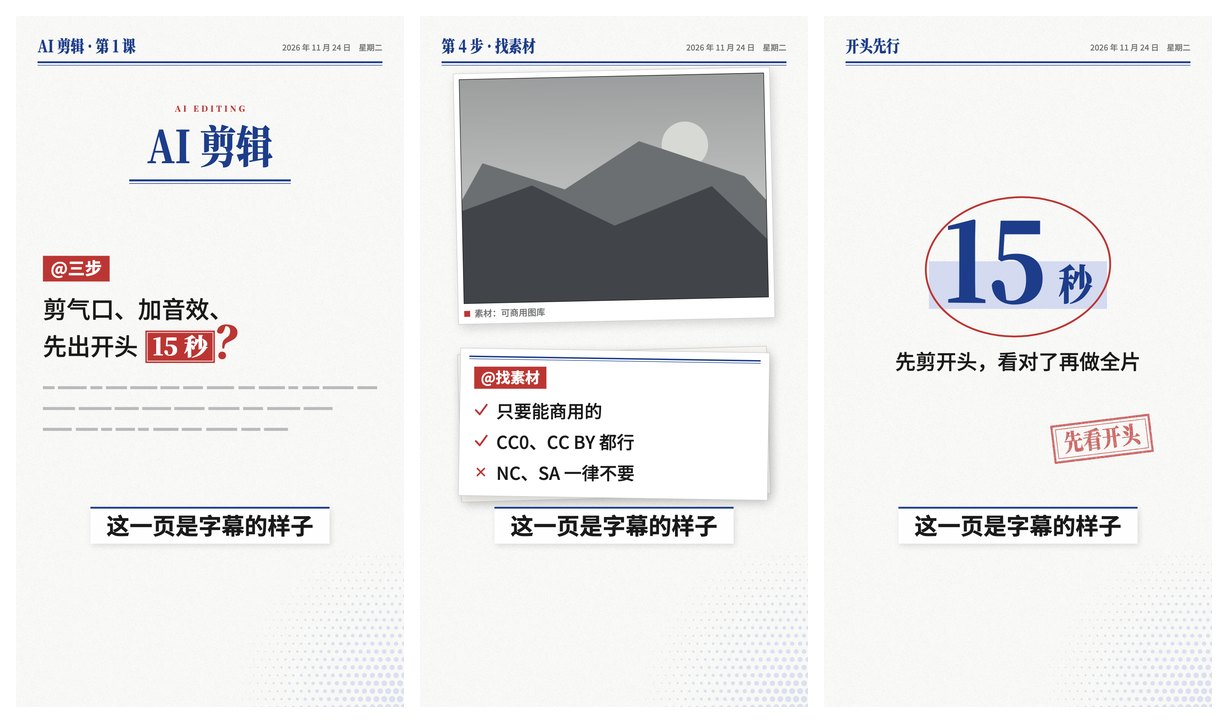 AI 剪辑 · 第 1 课
2026 年 11 月 24 日 星期二
AI EDITING
AI 剪辑
@三步
剪气口、加音效、
先出开头 15 秒?
这一页是字幕的样子
第 4 步 · 找素材
2026 年 11 月 24 日 星期二
素材：可商用图库
@找素材
只要能商用的
CC0、CC BY 都行
NC、SA 一律不要
这一页是字幕的样子
开头先行
2026 年 11 月 24 日 星期二
15 秒
先剪开头，看对了再做全片
先看开头
这一页是字幕的样子